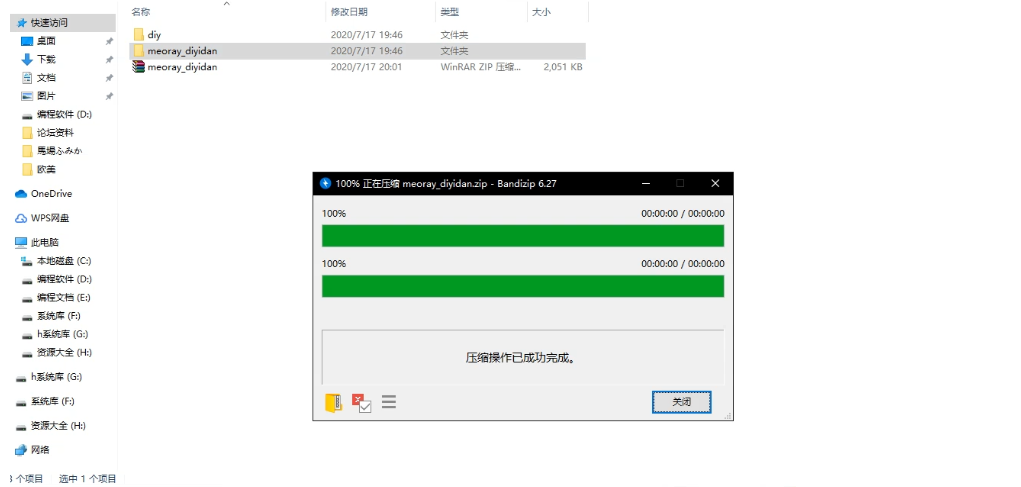 名称 修改日期 类型 大小
快速访问
桌面
下载
文档
图片
编程软件 (D:)
论坛资料
馬場ふみか
欧美
OneDrive
WPS网盘
此电脑
本地磁盘 (C:)
编程软件 (D:)
编程文档 (E:)
系统库 (F:)
h系统库 (G:)
资源大全 (H:)
h系统库 (G:)
系统库 (F:)
资源大全 (H:)
网络
个项目 选中 1 个项目
diy 2020/7/17 19:46 文件夹
meoray_diyidan 2020/7/17 19:46 文件夹
meoray_diyidan 2020/7/17 20:01 WinRAR ZIP 压缩... 2,051 KB
100% 正在压缩 meoray_diyidan.zip - Bandizip 6.27
100% 00:00:00 / 00:00:00
100% 00:00:00 / 00:00:00
压缩操作已成功完成。
关闭